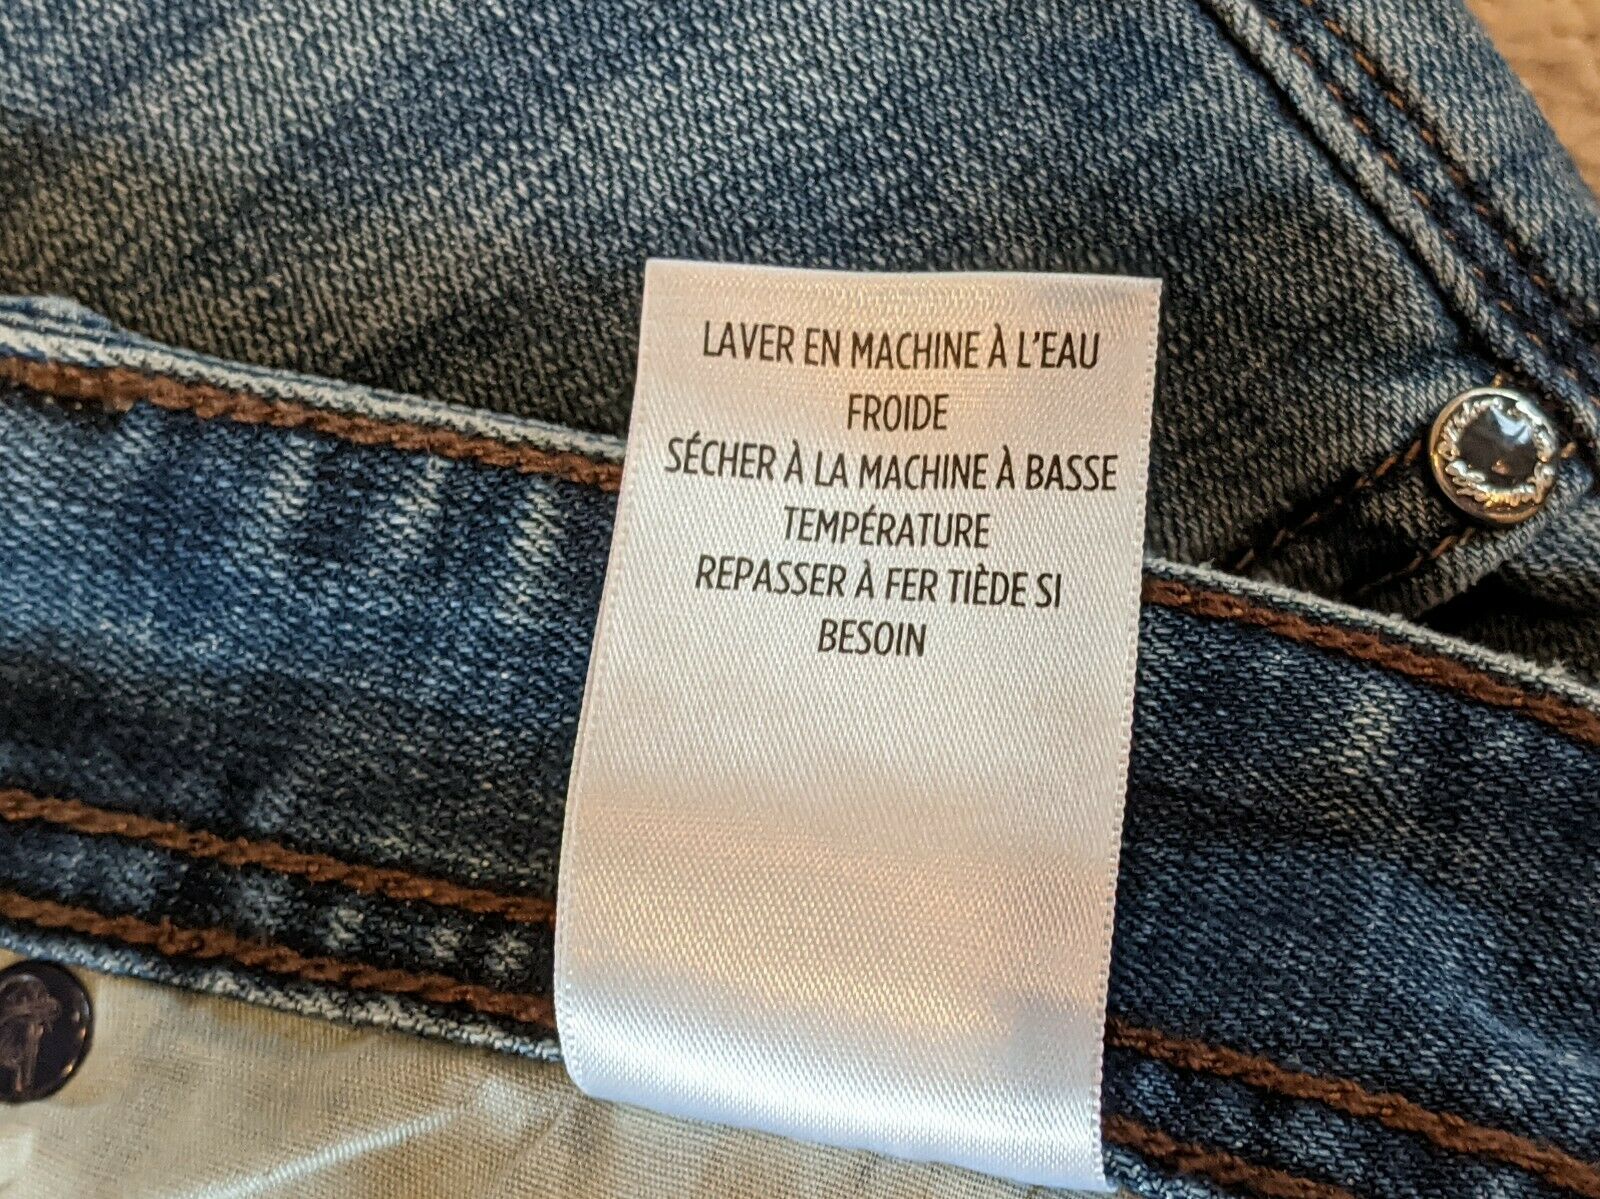 LAVER EN MACHINE À L'EAU
FROIDE
SÉCHER À LA MACHINE À BASSE
TEMPÉRATURE
REPASSER À FER TIÈDE SI
BESOIN